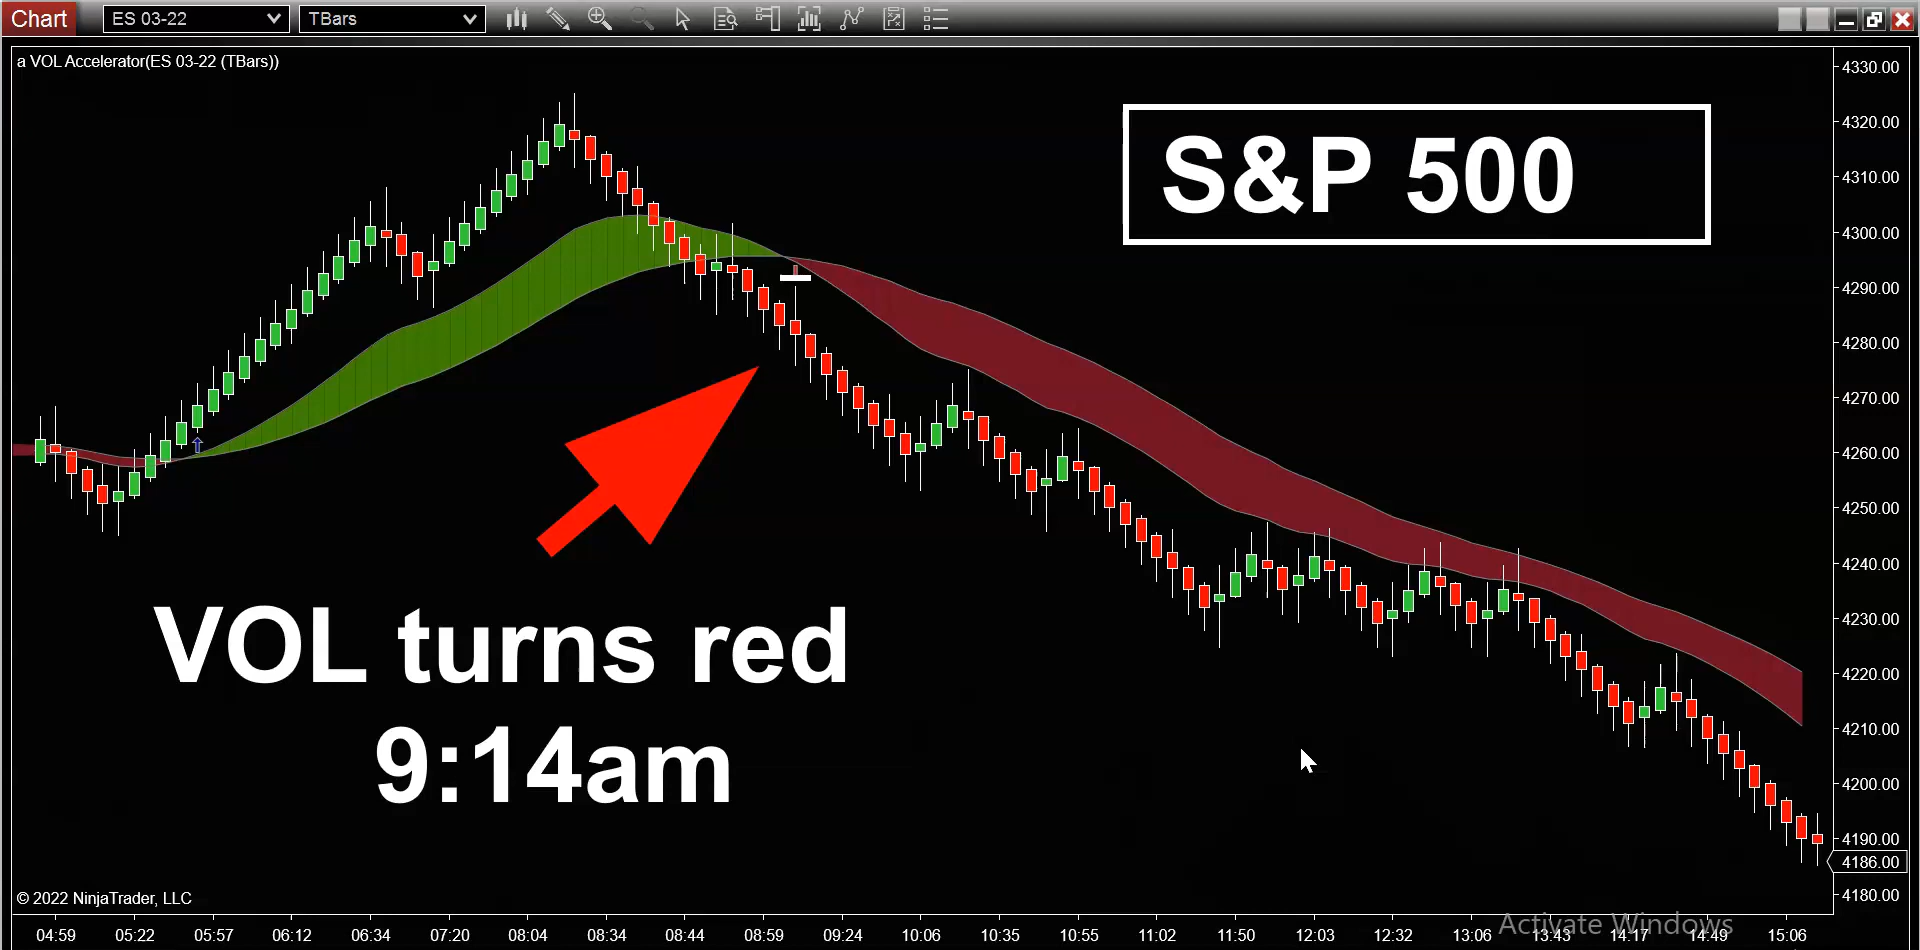 Chart ES 03-22 TBars
a VOL Accelerator(ES 03-22 (TBars))
S&P 500
VOL turns red
9:14am
4330.00
4320.00
4310.00
4300.00
4290.00
4280.00
4270.00
4260.00
4250.00
4240.00
4230.00
4220.00
4210.00
4200.00
4190.00
4186.00
4180.00
© 2022 NinjaTrader, LLC
Activate Windows
04:59 05:22 05:57 06:12 06:34 07:20 08:04 08:34 08:44 08:59 09:24 10:06 10:35 10:55 11:02 11:50 12:03 12:32 13:06 13:43 14:17 14:49 15:06